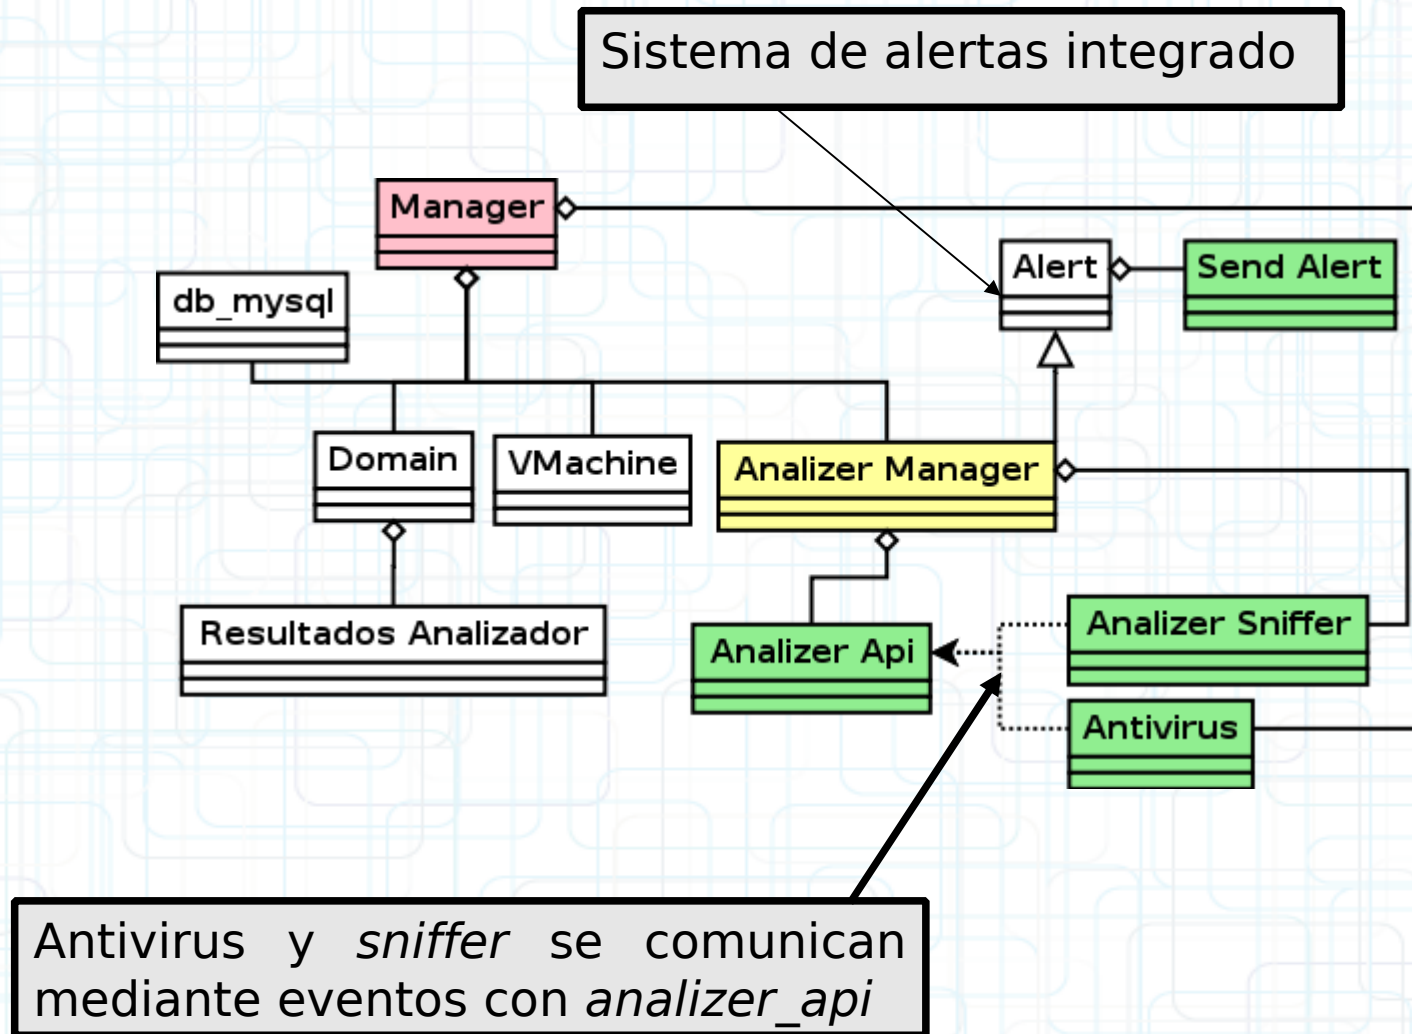 Sistema de alertas integrado
Manager
Alert
Send Alert
db_mysql
Domain
VMachine
Analizer Manager
Resultados Analizador
Analizer Api
Analizer Sniffer
Antivirus
Antivirus y sniffer se comunican
mediante eventos con analizer_api